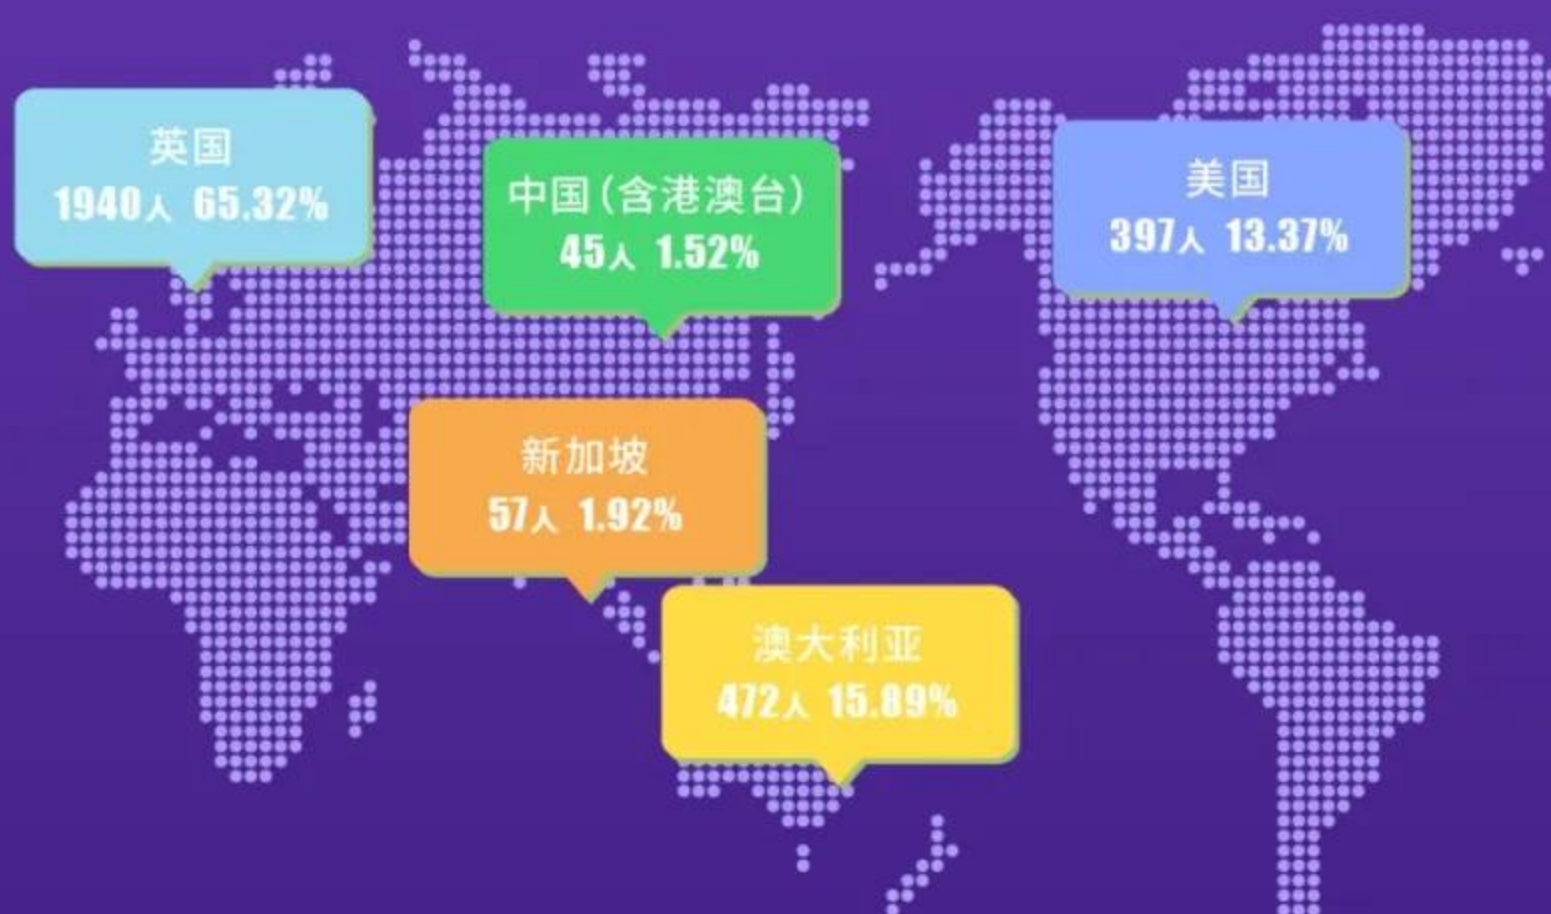 英国
1940人 65.32%
中国(含港澳台)
45人 1.52%
美国
397人 13.37%
新加坡
57人 1.92%
澳大利亚
472人 15.89%